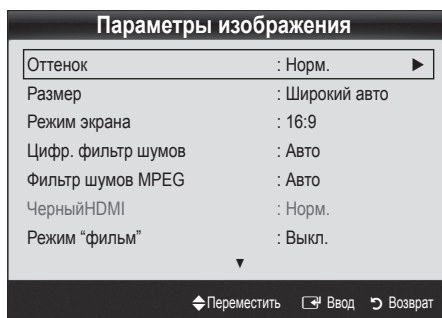 Параметры изображения
Оттенок : Норм. ►
Размер : Широкий авто
Режим экрана : 16:9
Цифр. фильтр шумов : Авто
Фильтр шумов MPEG : Авто
ЧерныйHDMI : Норм.
Режим “фильм” : Выкл.
▼
Переместить Ввод Возврат